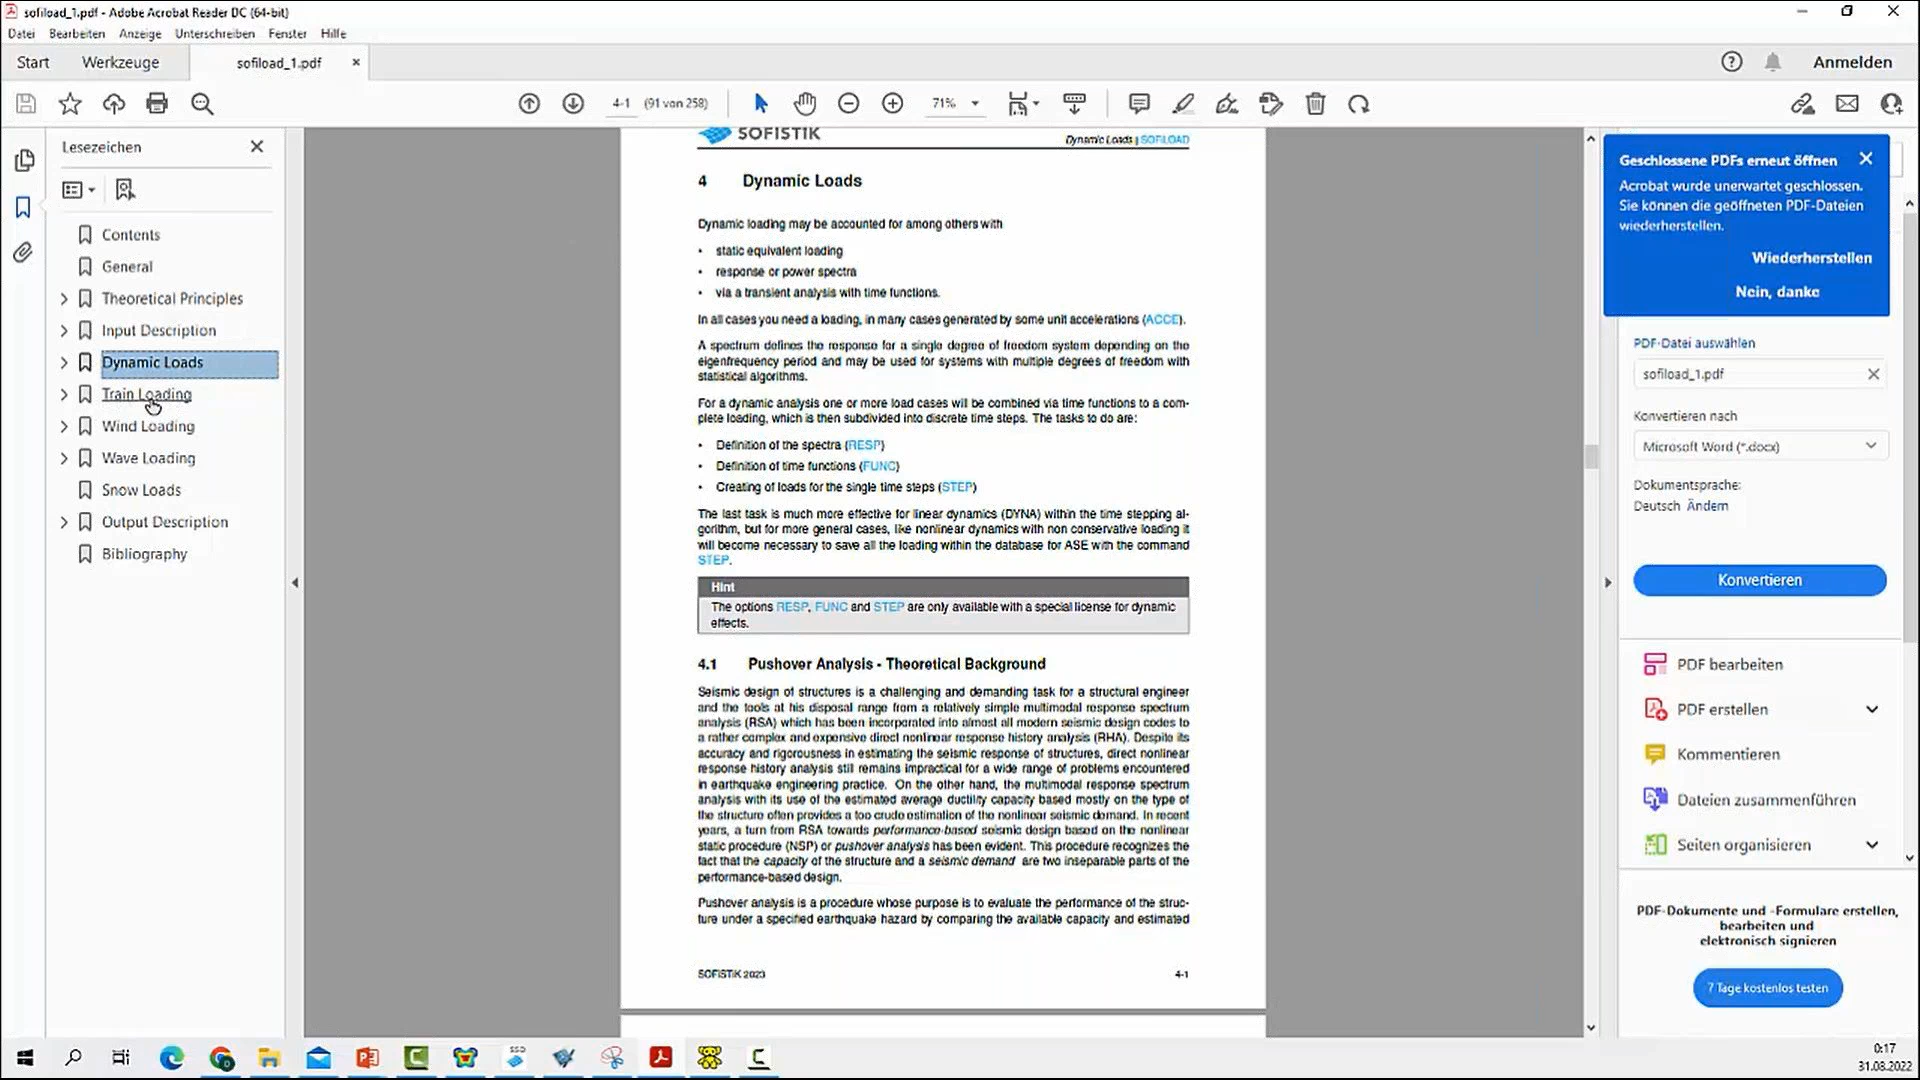 sofiload_1.pdf - Adobe Acrobat Reader DC (64-bit)
Datei Bearbeiten Anzeige Unterschreiben Fenster Hilfe
Start Werkzeuge sofiload_1.pdf Anmelden
4-1 (91 von 258) 71%
Lesezeichen
Contents
General
Theoretical Principles
Input Description
Dynamic Loads
Train Loading
Wind Loading
Wave Loading
Snow Loads
Output Description
Bibliography
SOFISTIK
Dynamic Loads | SOFILOAD
4 Dynamic Loads
Dynamic loading may be accounted for among others with
• static equivalent loading
• response or power spectra
• via a transient analysis with time functions.
In all cases you need a loading, in many cases generated by some unit accelerations (ACCE).
A spectrum defines the response for a single degree of freedom system depending on the
eigenfrequency period and may be used for systems with multiple degrees of freedom with
statistical algorithms.
For a dynamic analysis one or more load cases will be combined via time functions to a com-
plete loading, which is then subdivided into discrete time steps. The tasks to do are:
• Definition of the spectra (RESP)
• Definition of time functions (FUNC)
• Creating of loads for the single time steps (STEP)
The last task is much more effective for linear dynamics (DYNA) within the time stepping al-
gorithm, but for more general cases, like nonlinear dynamics with non conservative loading it
will become necessary to save all the loading within the database for ASE with the command
STEP.
Hint
The options RESP, FUNC and STEP are only available with a special license for dynamic
effects.
4.1 Pushover Analysis - Theoretical Background
Seismic design of structures is a challenging and demanding task for a structural engineer
and the tools at his disposal range from a relatively simple multimodal response spectrum
analysis (RSA) which has been incorporated into almost all modern seismic design codes to
a rather complex and expensive direct nonlinear response history analysis (RHA). Despite its
accuracy and rigorousness in estimating the seismic response of structures, direct nonlinear
response history analysis still remains impractical for a wide range of problems encountered
in earthquake engineering practice. On the other hand, the multimodal response spectrum
analysis with its use of the estimated average ductility capacity based mostly on the type of
the structure often provides a too crude estimation of the nonlinear seismic demand. In recent
years, a turn from RSA towards performance-based seismic design based on the nonlinear
static procedure (NSP) or pushover analysis has been evident. This procedure recognizes the
fact that the capacity of the structure and a seismic demand are two inseparable parts of the
performance-based design.
Pushover analysis is a procedure whose purpose is to evaluate the performance of the struc-
ture under a specified earthquake hazard by comparing the available capacity and estimated
SOFISTiK 2023 4-1
Geschlossene PDFs erneut öffnen
Acrobat wurde unerwartet geschlossen.
Sie können die geöffneten PDF-Dateien
wiederherstellen.
Wiederherstellen
Nein, danke
PDF-Datei auswählen
sofiload_1.pdf
Konvertieren nach
Microsoft Word (*.docx)
Dokumentsprache:
Deutsch Ändern
Konvertieren
PDF bearbeiten
PDF erstellen
Kommentieren
Dateien zusammenführen
Seiten organisieren
PDF-Dokumente und -Formulare erstellen,
bearbeiten und
elektronisch signieren
7 Tage kostenlos testen
SSD
0:17
31.08.2022